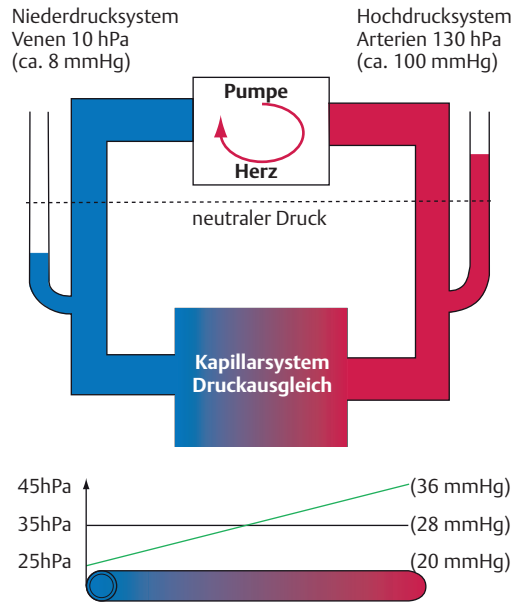 Niederdrucksystem
Venen 10 hPa
(ca. 8 mmHg)
Hochdrucksystem
Arterien 130 hPa
(ca. 100 mmHg)
Pumpe
Herz
neutraler Druck
Kapillarsystem
Druckausgleich
45hPa
(36 mmHg)
35hPa
(28 mmHg)
25hPa
(20 mmHg)